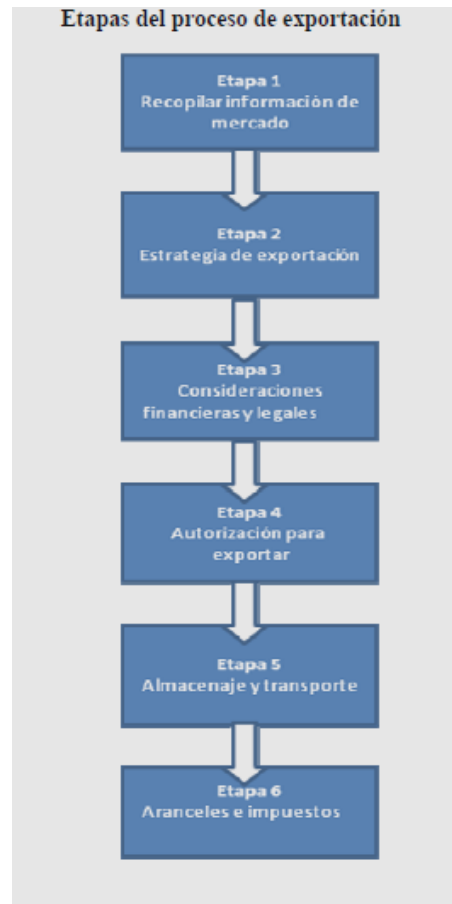 Etapas del proceso de exportación
Etapa 1
Recopilar información de
mercado
Etapa 2
Estrategia de exportación
Etapa 3
Consideraciones
financieras y legales
Etapa 4
Autorización para
exportar
Etapa 5
Almacenaje y transporte
Etapa 6
Aranceles e impuestos